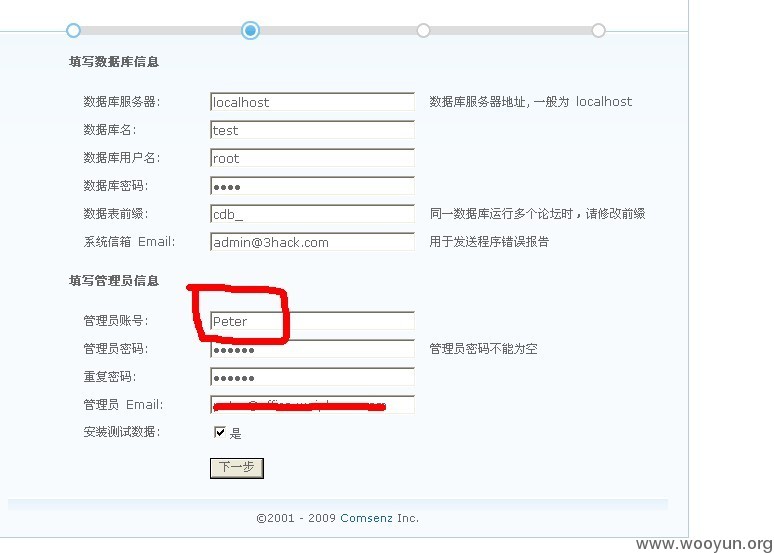 填写数据库信息
数据库服务器: localhost 数据库服务器地址, 一般为 localhost
数据库名: test
数据库用户名: root
数据库密码: ••••
数据表前缀: cdb_ 同一数据库运行多个论坛时，请修改前缀
系统信箱 Email: admin@3hack.com 用于发送程序错误报告
填写管理员信息
管理员账号: Peter
管理员密码: •••••• 管理员密码不能为空
重复密码: ••••••
管理员 Email:
安装测试数据: 是
下一步
©2001 - 2009 Comsenz Inc.
www.wooyun.org